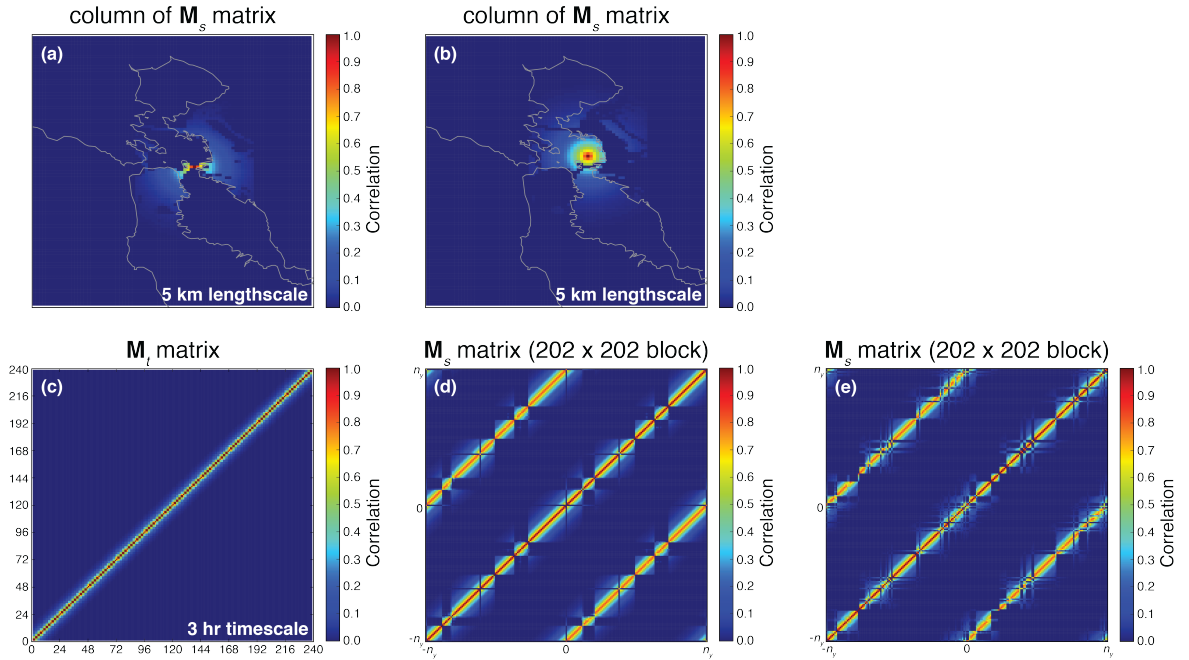 column of Ms matrix
(a)
5 km lengthscale
1.0
0.9
0.8
0.7
0.6
0.5
0.4
0.3
0.2
0.1
0.0
Correlation
column of Ms matrix
(b)
5 km lengthscale
1.0
0.9
0.8
0.7
0.6
0.5
0.4
0.3
0.2
0.1
0.0
Correlation
Mt matrix
(c)
3 hr timescale
240
216
192
168
144
120
96
72
48
24
0
0 24 48 72 96 120 144 168 192 216 240
1.0
0.9
0.8
0.7
0.6
0.5
0.4
0.3
0.2
0.1
0.0
Correlation
Ms matrix (202 x 202 block)
(d)
ny
0
-ny
-ny 0 ny
1.0
0.9
0.8
0.7
0.6
0.5
0.4
0.3
0.2
0.1
0.0
Correlation
Ms matrix (202 x 202 block)
(e)
ny
0
-ny
-ny 0 ny
1.0
0.9
0.8
0.7
0.6
0.5
0.4
0.3
0.2
0.1
0.0
Correlation